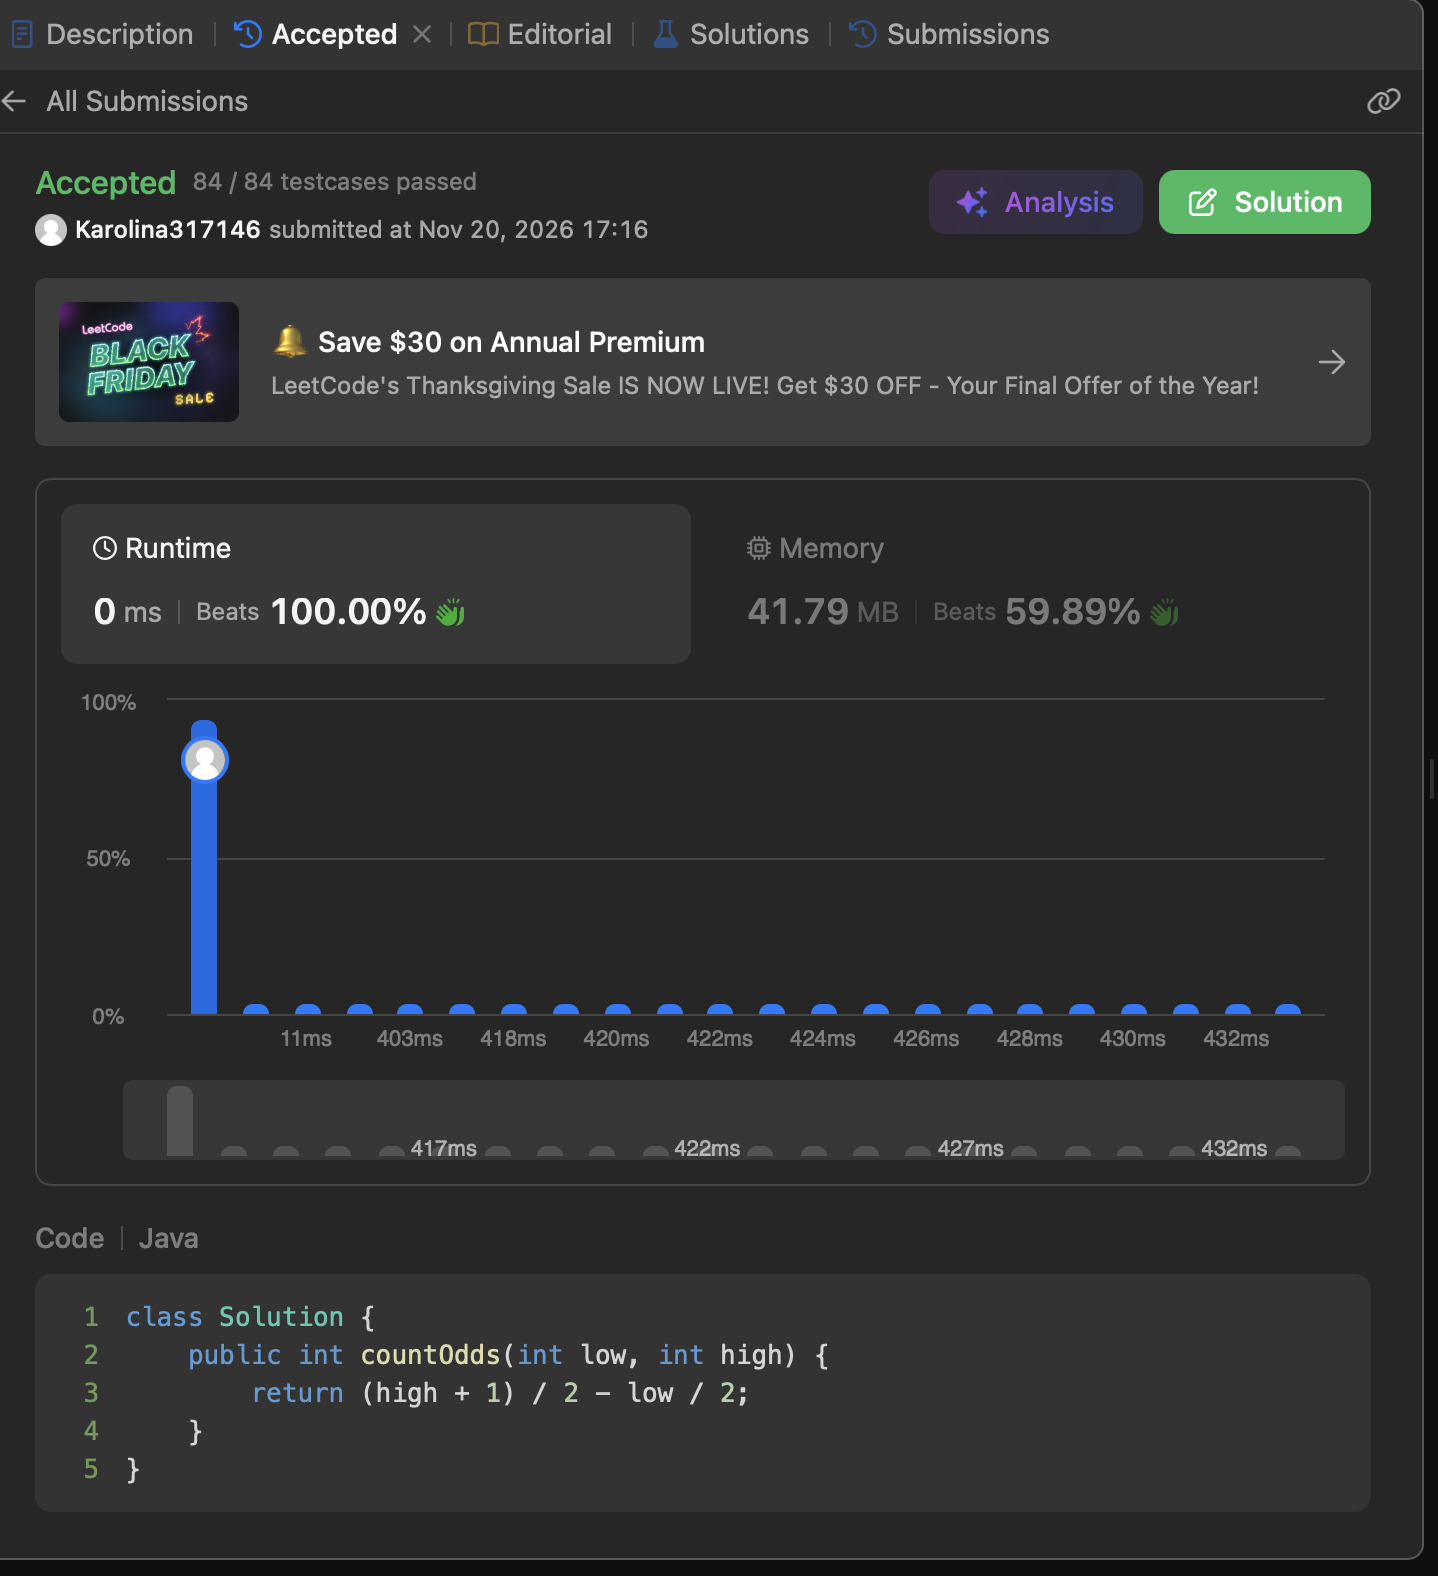 Description | Accepted × | Editorial | Solutions | Submissions
All Submissions
Accepted 84 / 84 testcases passed
Analysis
Solution
Karolina317146 submitted at Nov 20, 2026 17:16
LeetCode
BLACK
FRIDAY
SALE
Save $30 on Annual Premium
LeetCode's Thanksgiving Sale IS NOW LIVE! Get $30 OFF - Your Final Offer of the Year!
Runtime
0 ms | Beats 100.00%
Memory
41.79 MB | Beats 59.89%
100%
50%
0%
11ms 403ms 418ms 420ms 422ms 424ms 426ms 428ms 430ms 432ms
417ms 422ms 427ms 432ms
Code | Java
1 class Solution {
2     public int countOdds(int low, int high) {
3         return (high + 1) / 2 - low / 2;
4     }
5 }